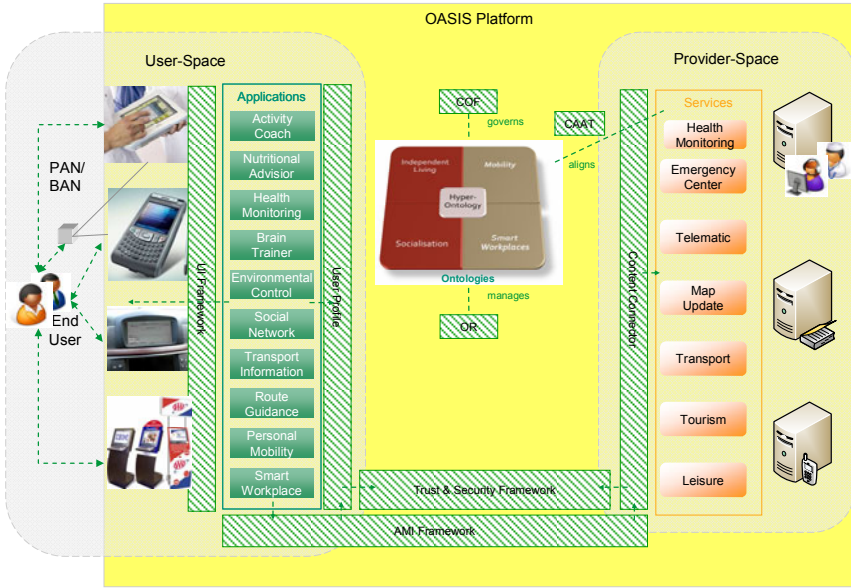 OASIS Platform
User-Space
Provider-Space
Applications
Activity
Coach
Nutritional
Advisior
Health
Monitoring
Brain
Trainer
Environmental
Control
Social
Network
Transport
Information
Route
Guidance
Personal
Mobility
Smart
Workplace
PAN/
BAN
End
User
UI Framework
User Profile
COF
governs
CAAT
aligns
Independent
Living
Mobility
Hyper-
Ontology
Socialisation
Smart
Workplaces
Ontologies
manages
OR
Content Connector
Services
Health
Monitoring
Emergency
Center
Telematic
Map
Update
Transport
Tourism
Leisure
Trust & Security Framework
AMI Framework